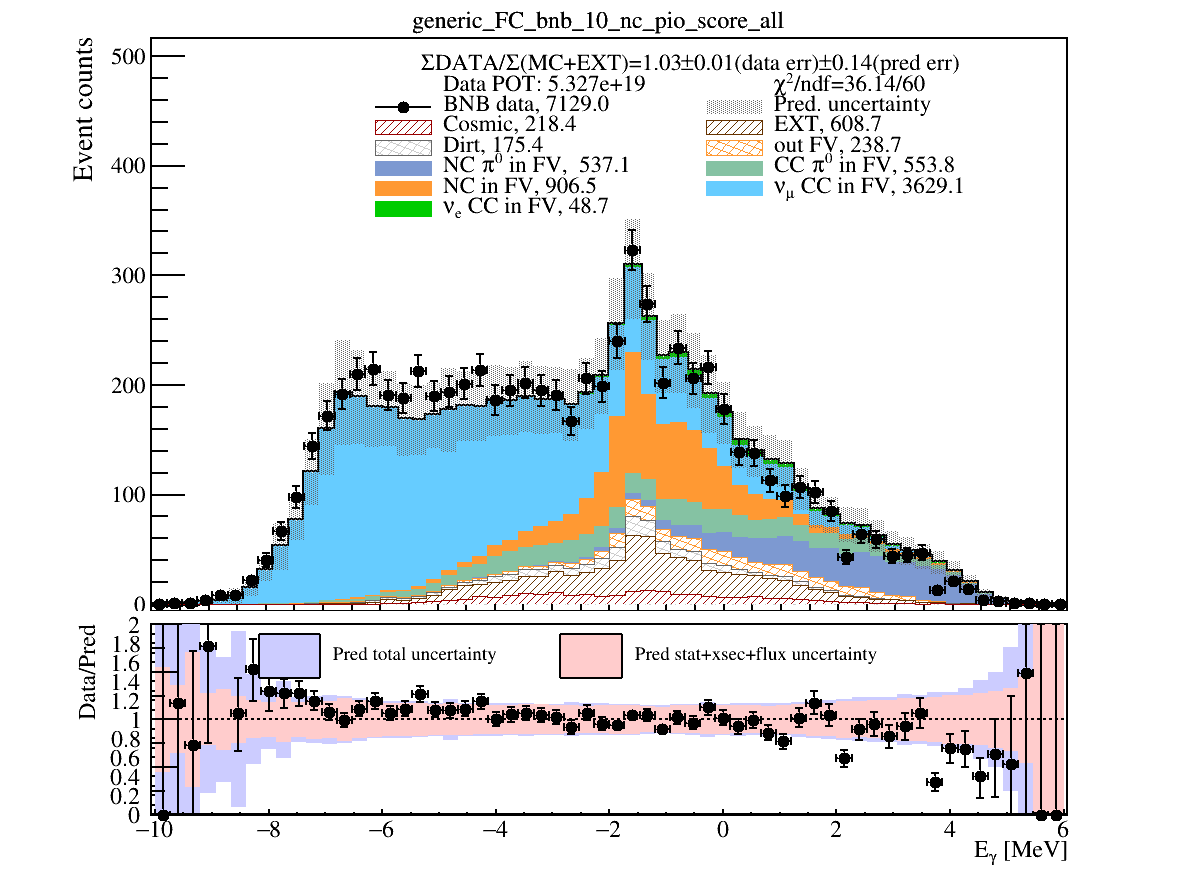 generic_FC_bnb_10_nc_pio_score_all
ΣDATA/Σ(MC+EXT)=1.03±0.01(data err)±0.14(pred err)
Data POT: 5.327e+19
χ²/ndf=36.14/60
BNB data, 7129.0
Pred. uncertainty
Cosmic, 218.4
EXT, 608.7
Dirt, 175.4
out FV, 238.7
NC π⁰ in FV, 537.1
CC π⁰ in FV, 553.8
NC in FV, 906.5
νμ CC in FV, 3629.1
νe CC in FV, 48.7
Event counts
500
400
300
200
100
0
Data/Pred
2
1.8
1.6
1.4
1.2
1
0.8
0.6
0.4
0.2
0
Pred total uncertainty
Pred stat+xsec+flux uncertainty
−10 −8 −6 −4 −2 0 2 4 6
Eγ [MeV]